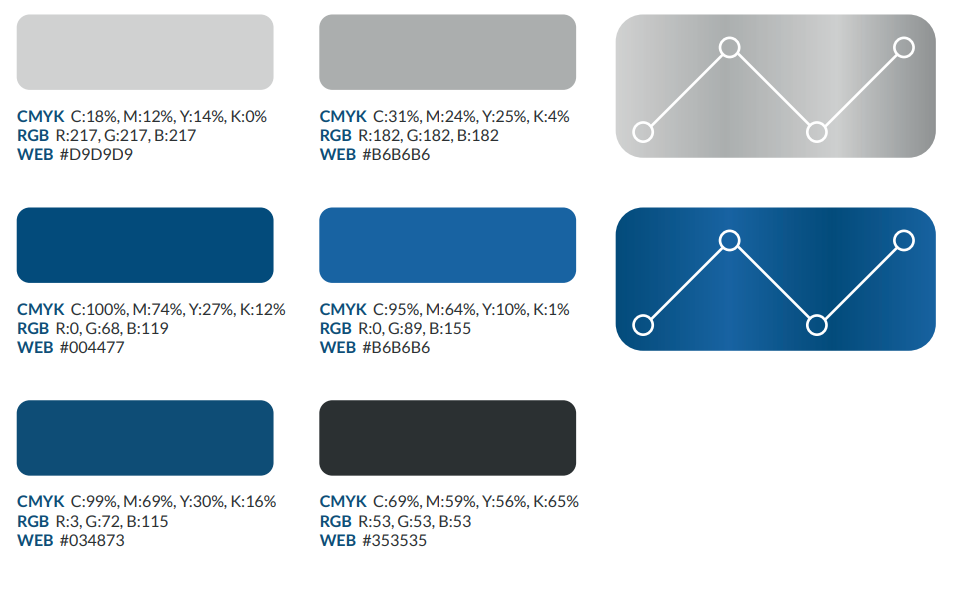 CMYK C:18%, M:12%, Y:14%, K:0%
RGB R:217, G:217, B:217
WEB #D9D9D9
CMYK C:31%, M:24%, Y:25%, K:4%
RGB R:182, G:182, B:182
WEB #B6B6B6
CMYK C:100%, M:74%, Y:27%, K:12%
RGB R:0, G:68, B:119
WEB #004477
CMYK C:95%, M:64%, Y:10%, K:1%
RGB R:0, G:89, B:155
WEB #B6B6B6
CMYK C:99%, M:69%, Y:30%, K:16%
RGB R:3, G:72, B:115
WEB #034873
CMYK C:69%, M:59%, Y:56%, K:65%
RGB R:53, G:53, B:53
WEB #353535